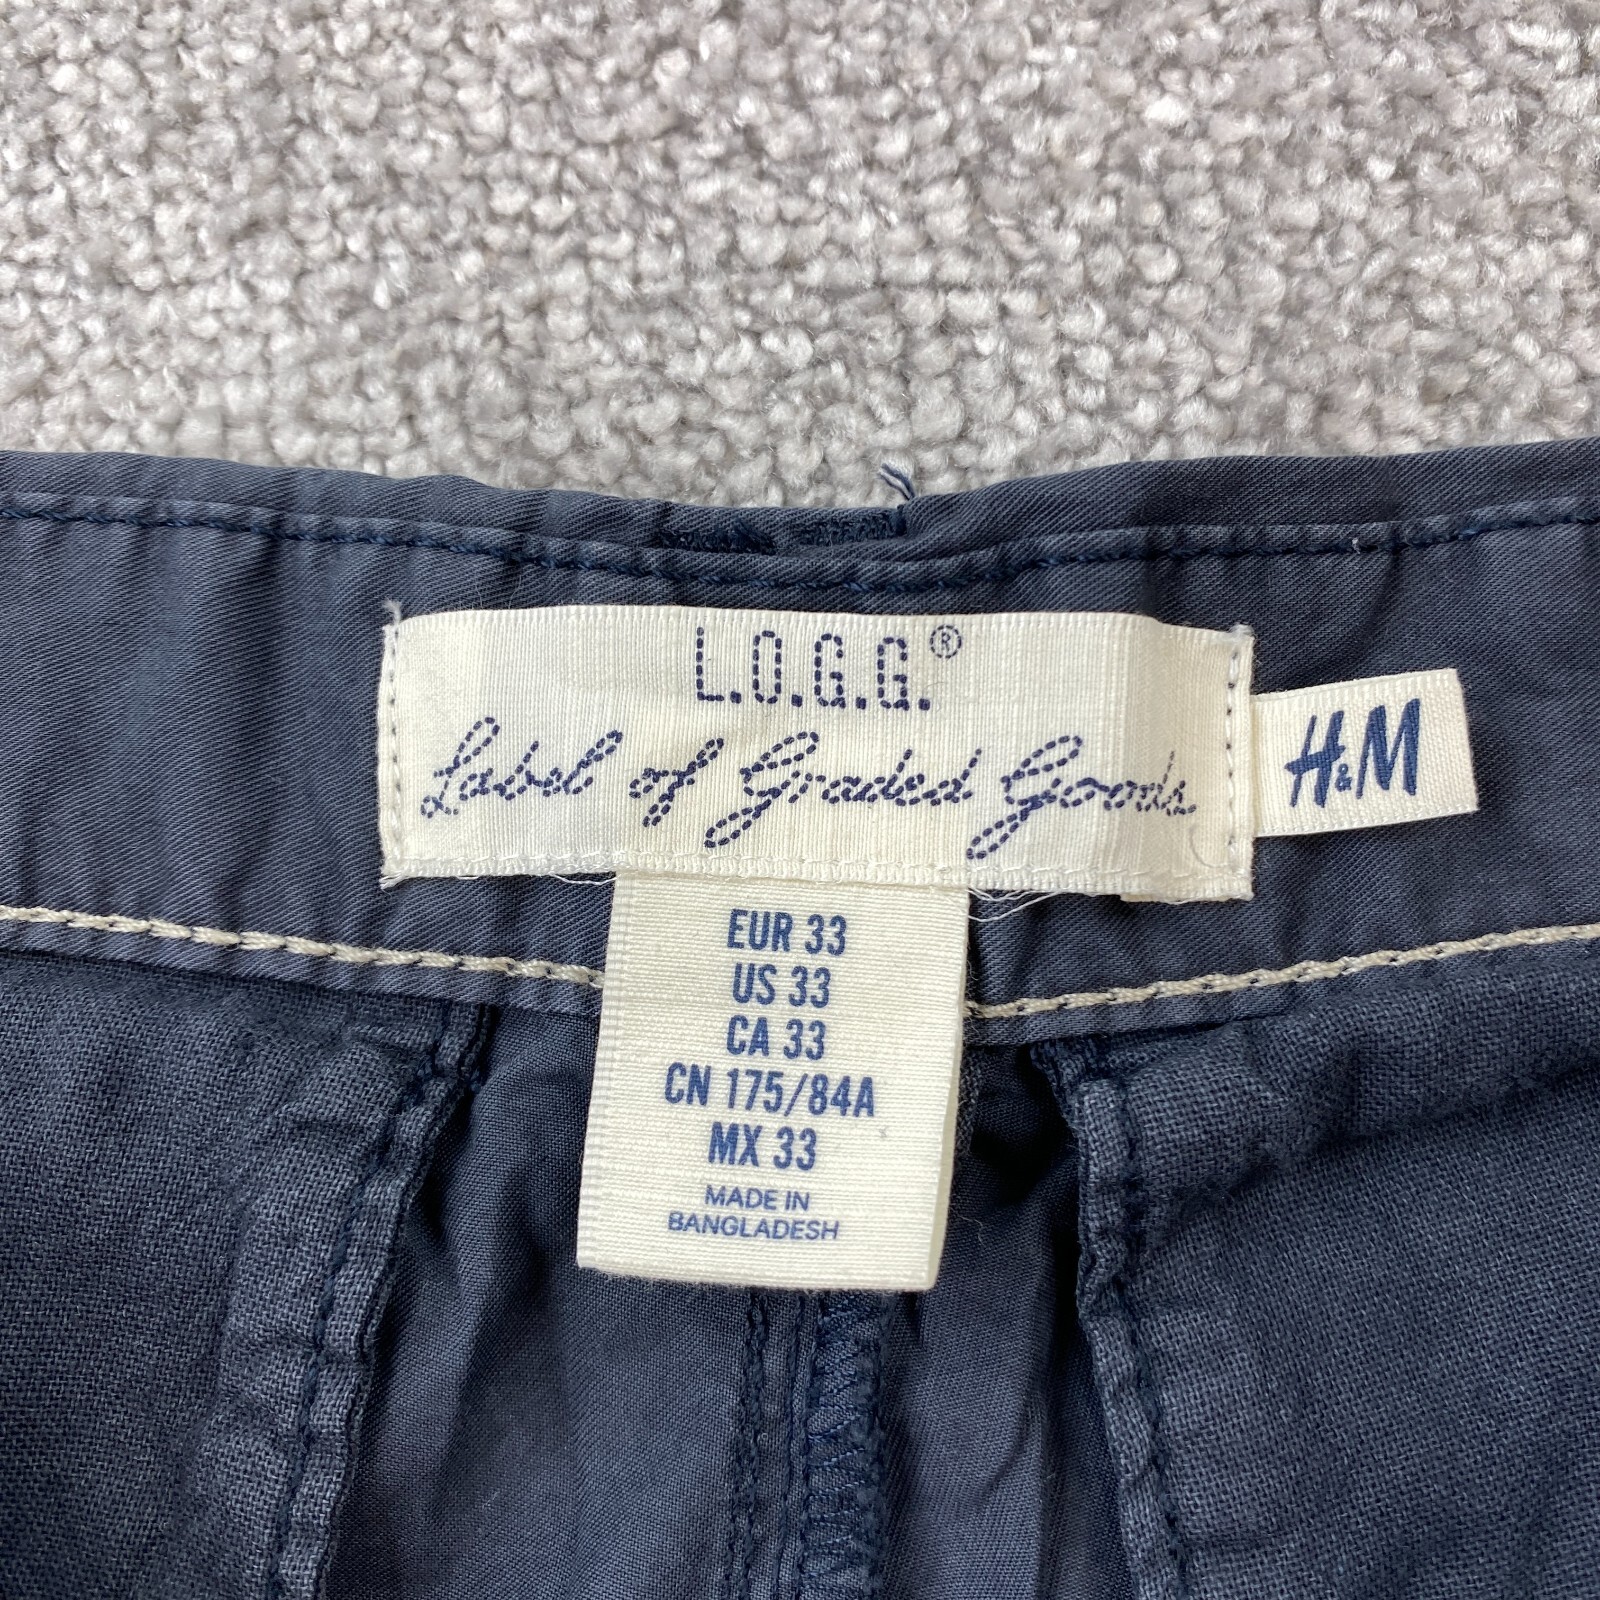 L.O.G.G.®
Label of Graded Goods
H&M
EUR 33
US 33
CA 33
CN 175/84A
MX 33
MADE IN
BANGLADESH